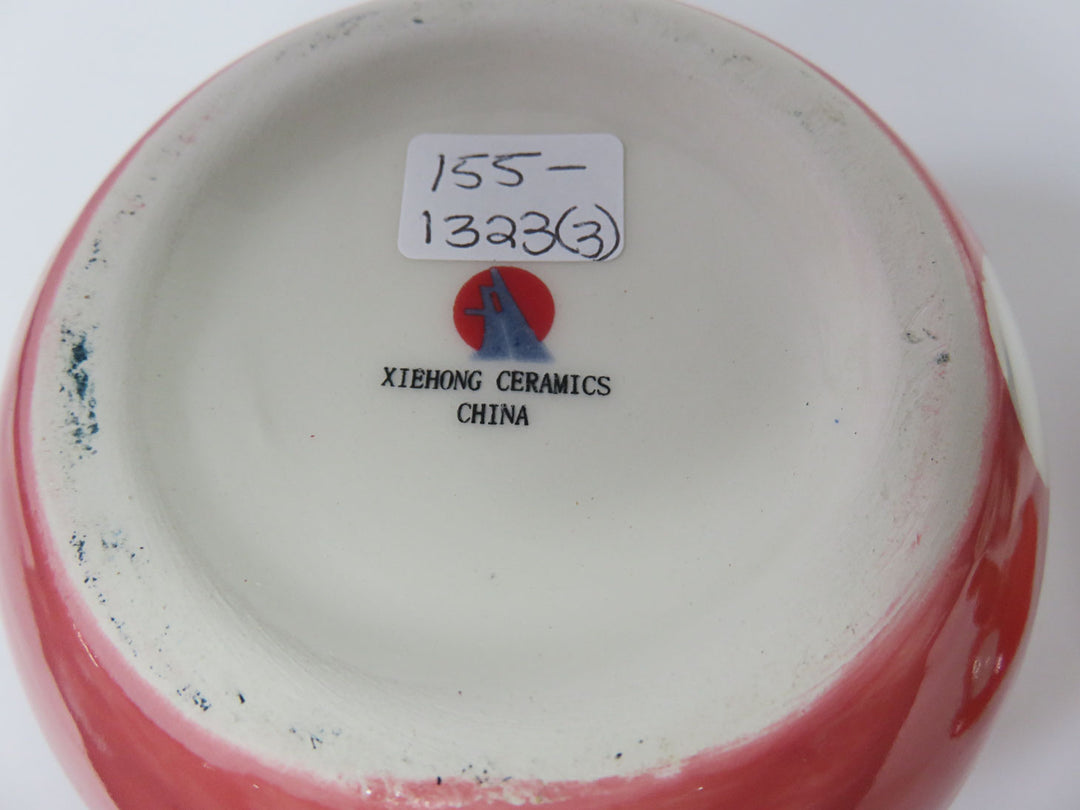 155-
1323(3)
XIEHONG CERAMICS
CHINA